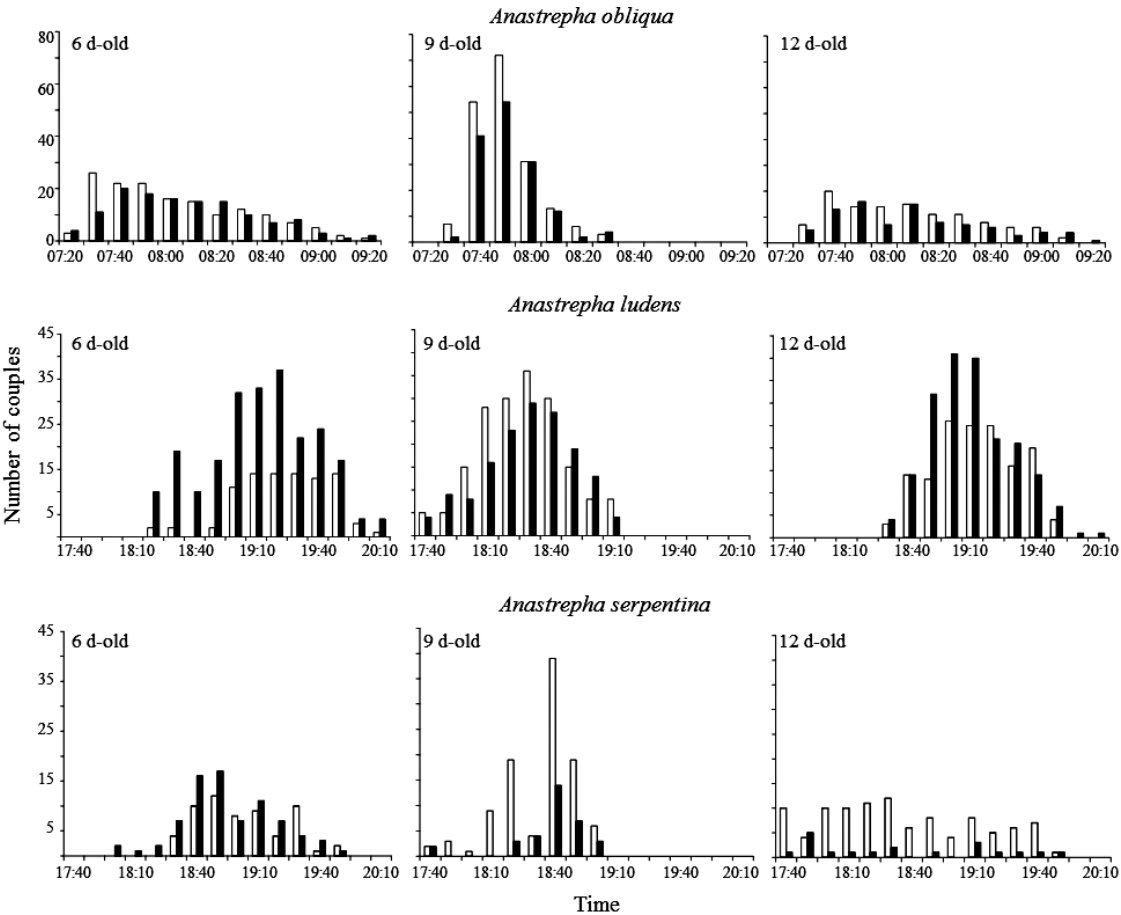 Anastrepha obliqua
6 d-old 9 d-old 12 d-old
80
60
40
20
0
07:20 07:40 08:00 08:20 08:40 09:00 09:20 07:20 07:40 08:00 08:20 08:40 09:00 09:20 07:20 07:40 08:00 08:20 08:40 09:00 09:20
Anastrepha ludens
6 d-old 9 d-old 12 d-old
45
35
25
15
5
17:40 18:10 18:40 19:10 19:40 20:10 17:40 18:10 18:40 19:10 19:40 20:10 17:40 18:10 18:40 19:10 19:40 20:10
Number of couples
Anastrepha serpentina
6 d-old 9 d-old 12 d-old
45
35
25
15
5
17:40 18:10 18:40 19:10 19:40 20:10 17:40 18:10 18:40 19:10 19:40 20:10 17:40 18:10 18:40 19:10 19:40 20:10
Time